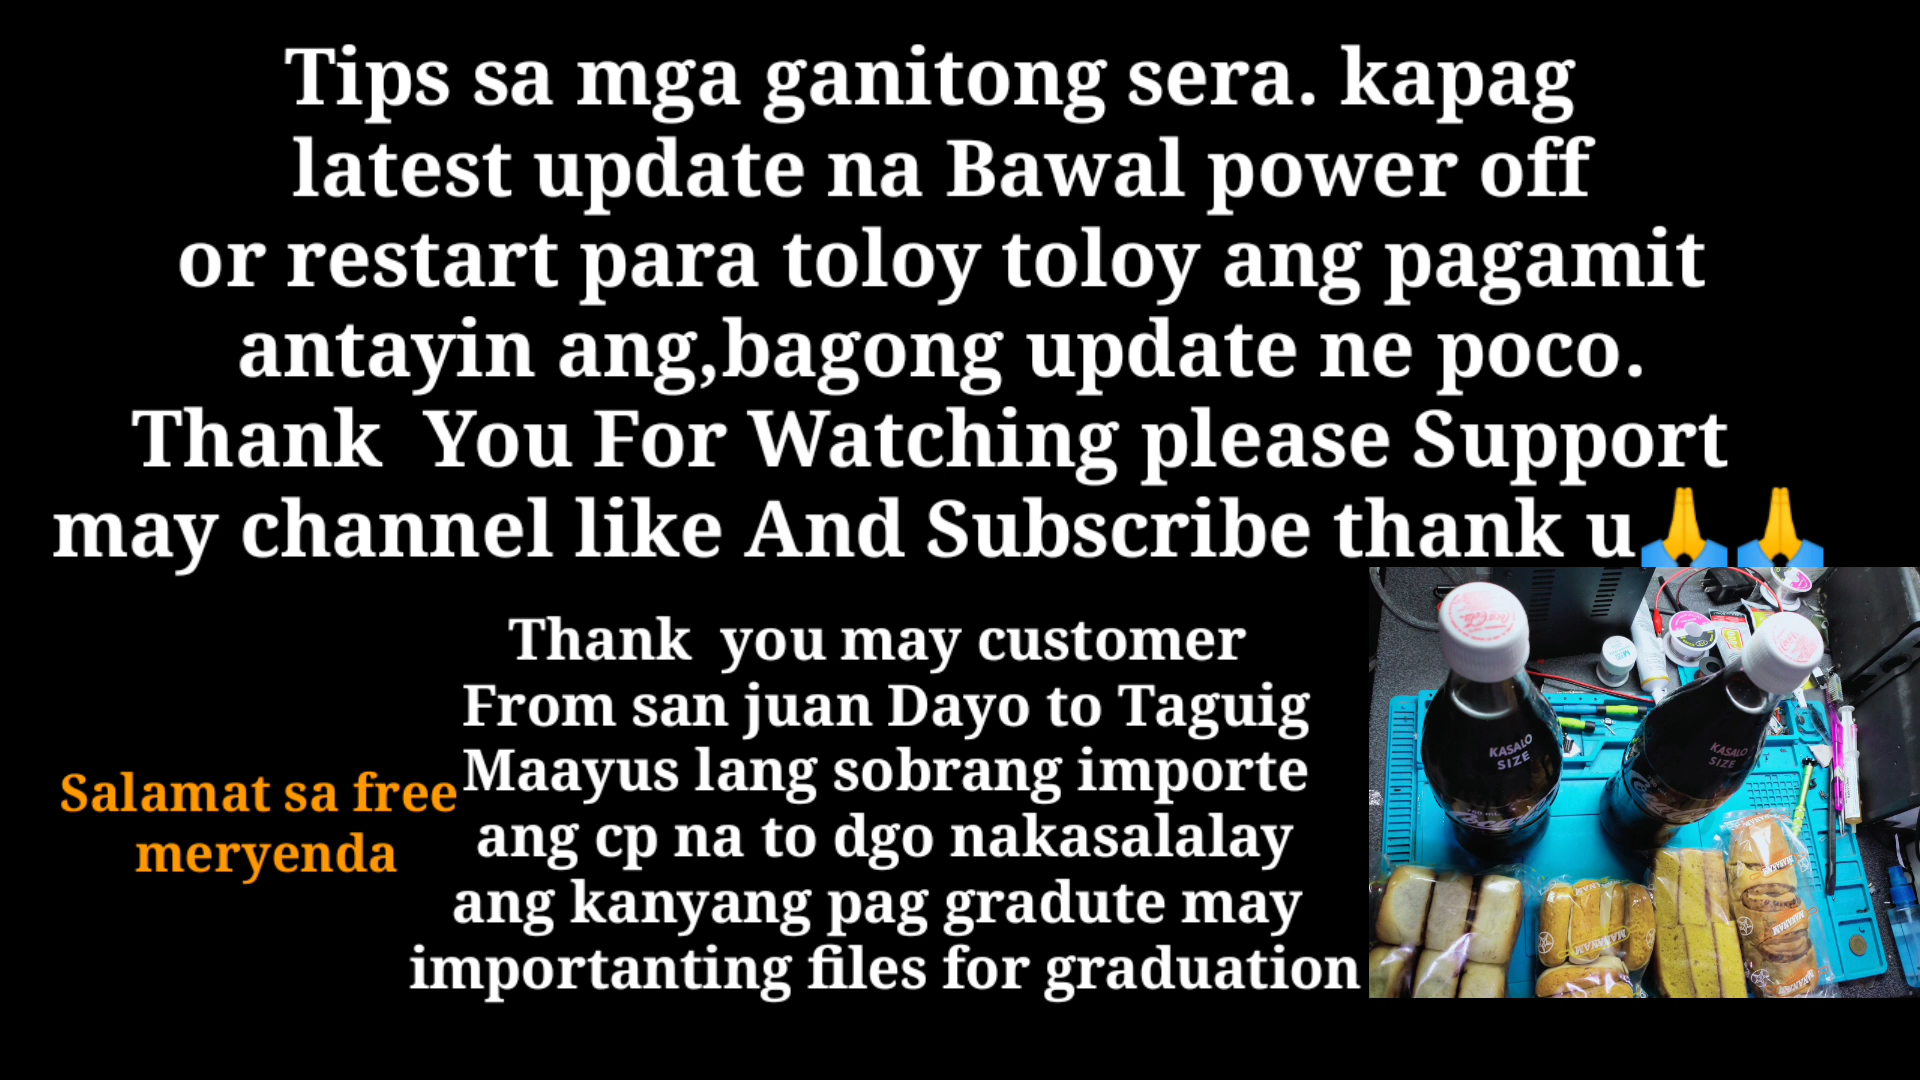 Tips sa mga ganitong sera. kapag
latest update na Bawal power off
or restart para toloy toloy ang pagamit
antayin ang,bagong update ne poco.
Thank You For Watching please Support
may channel like And Subscribe thank u🙏🙏
Thank you may customer
From san juan Dayo to Taguig
Maayus lang sobrang importe
ang cp na to dgo nakasalalay
ang kanyang pag gradute may
importanting files for graduation
Salamat sa free
meryenda
KASALO
SIZE
KASALO
SIZE